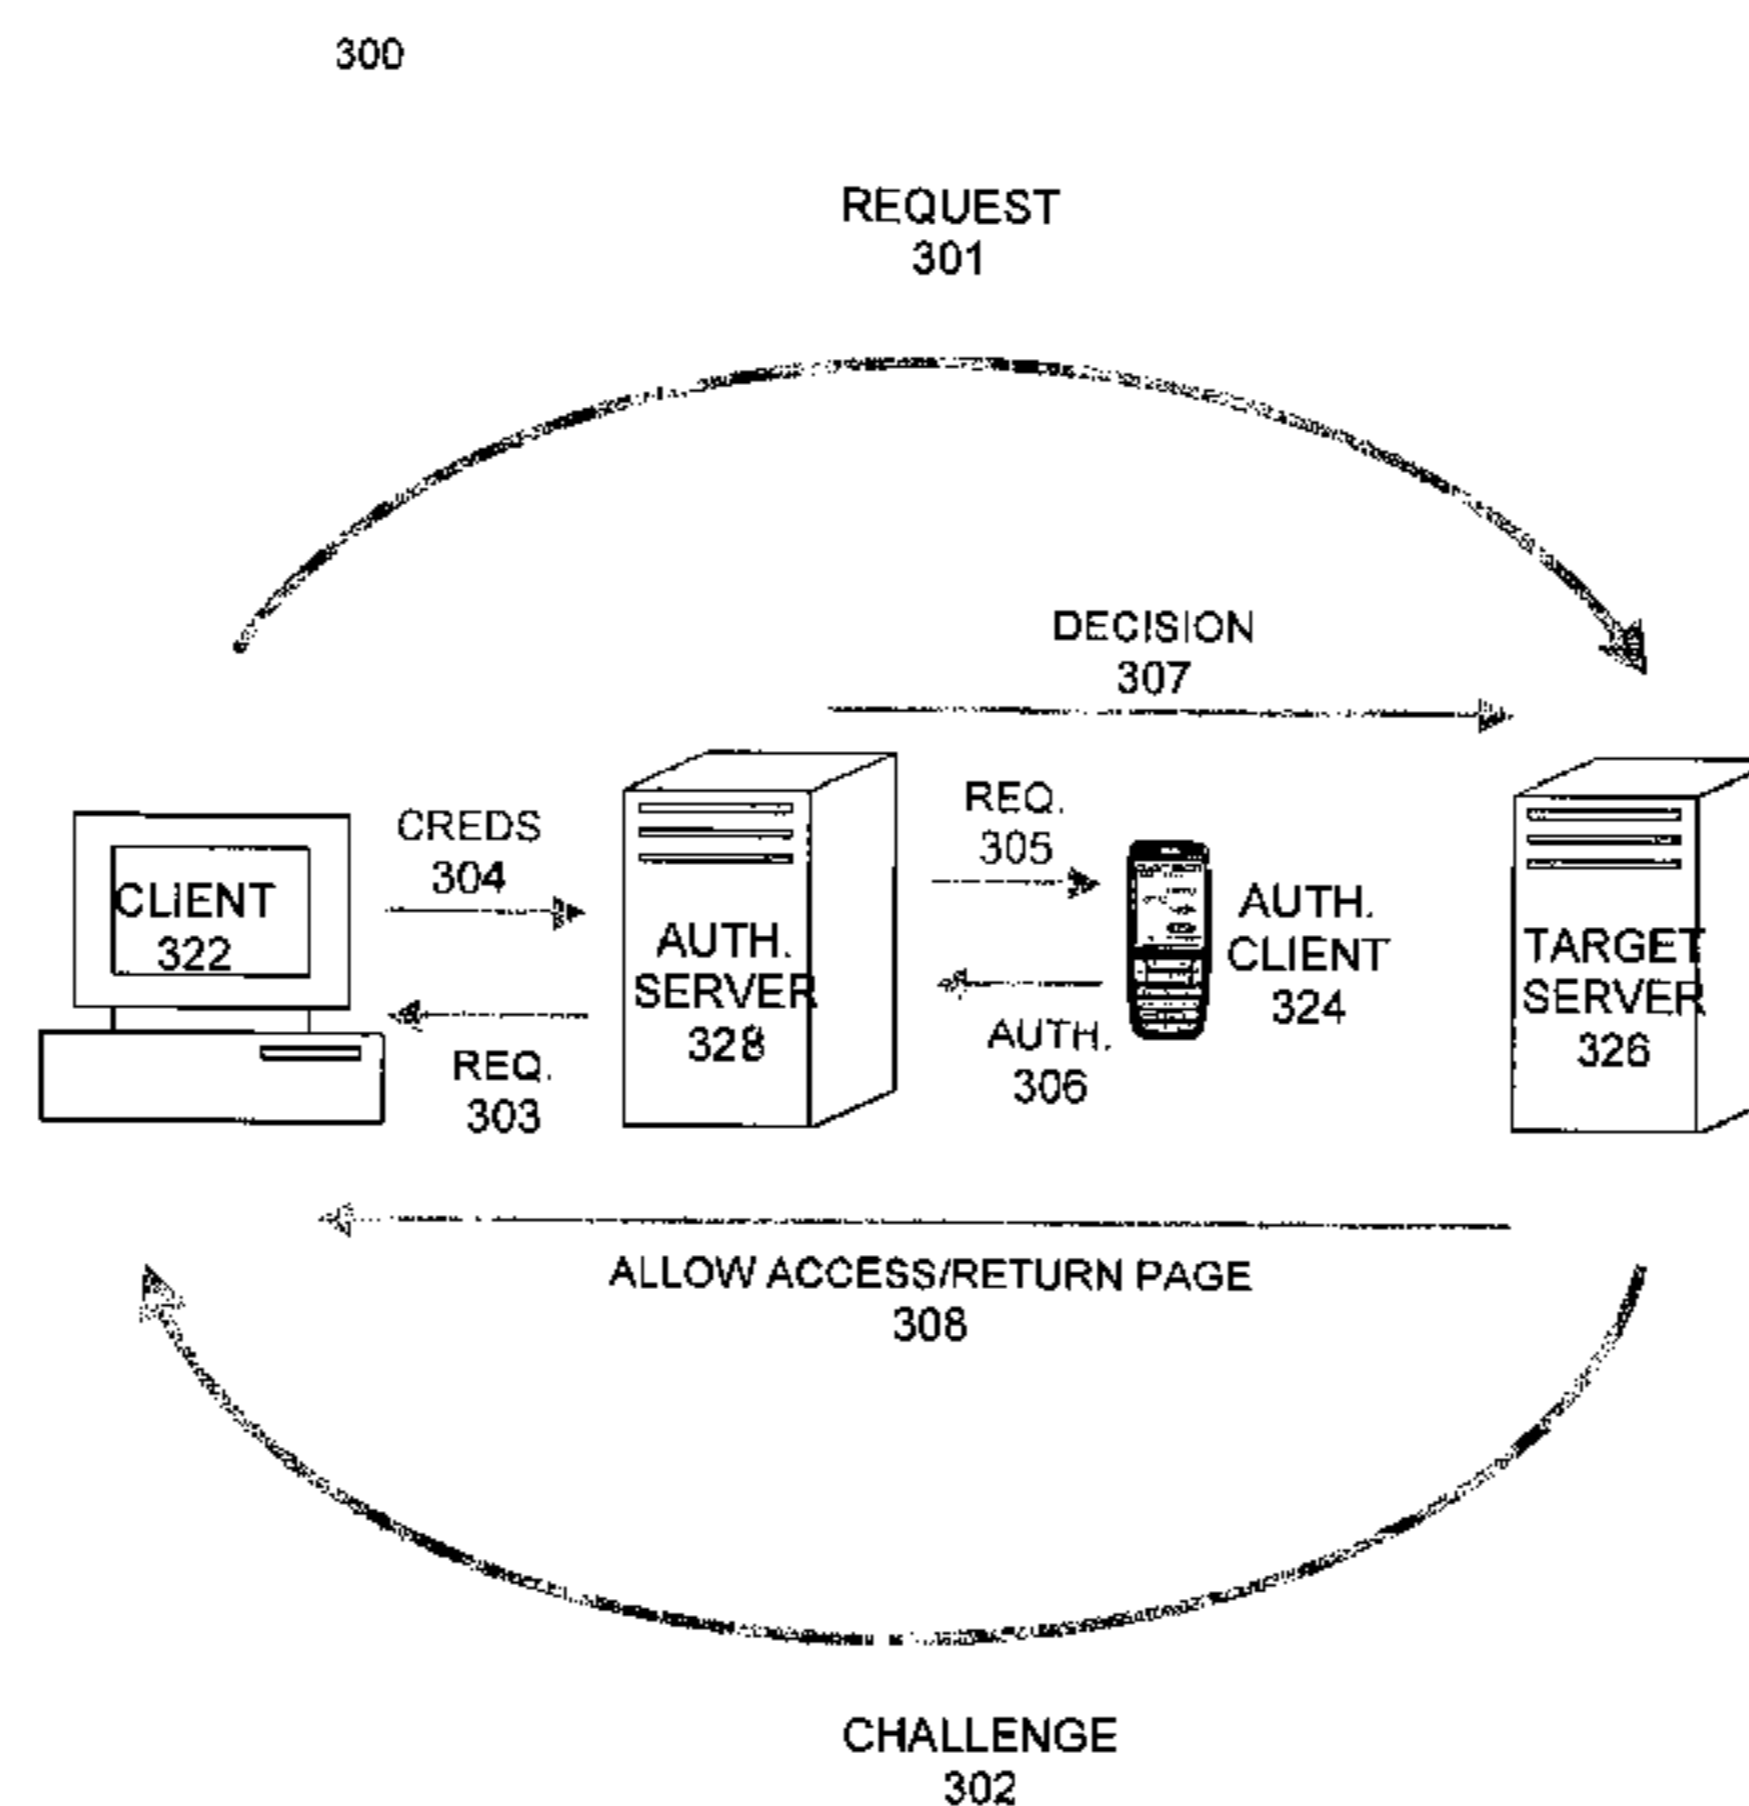 300
REQUEST
301
DECISION
307
CREDS
304
REQ.
305
CLIENT
322
AUTH.
SERVER
328
AUTH.
CLIENT
324
TARGET
SERVER
326
REQ.
303
AUTH.
306
ALLOW ACCESS/RETURN PAGE
308
CHALLENGE
302